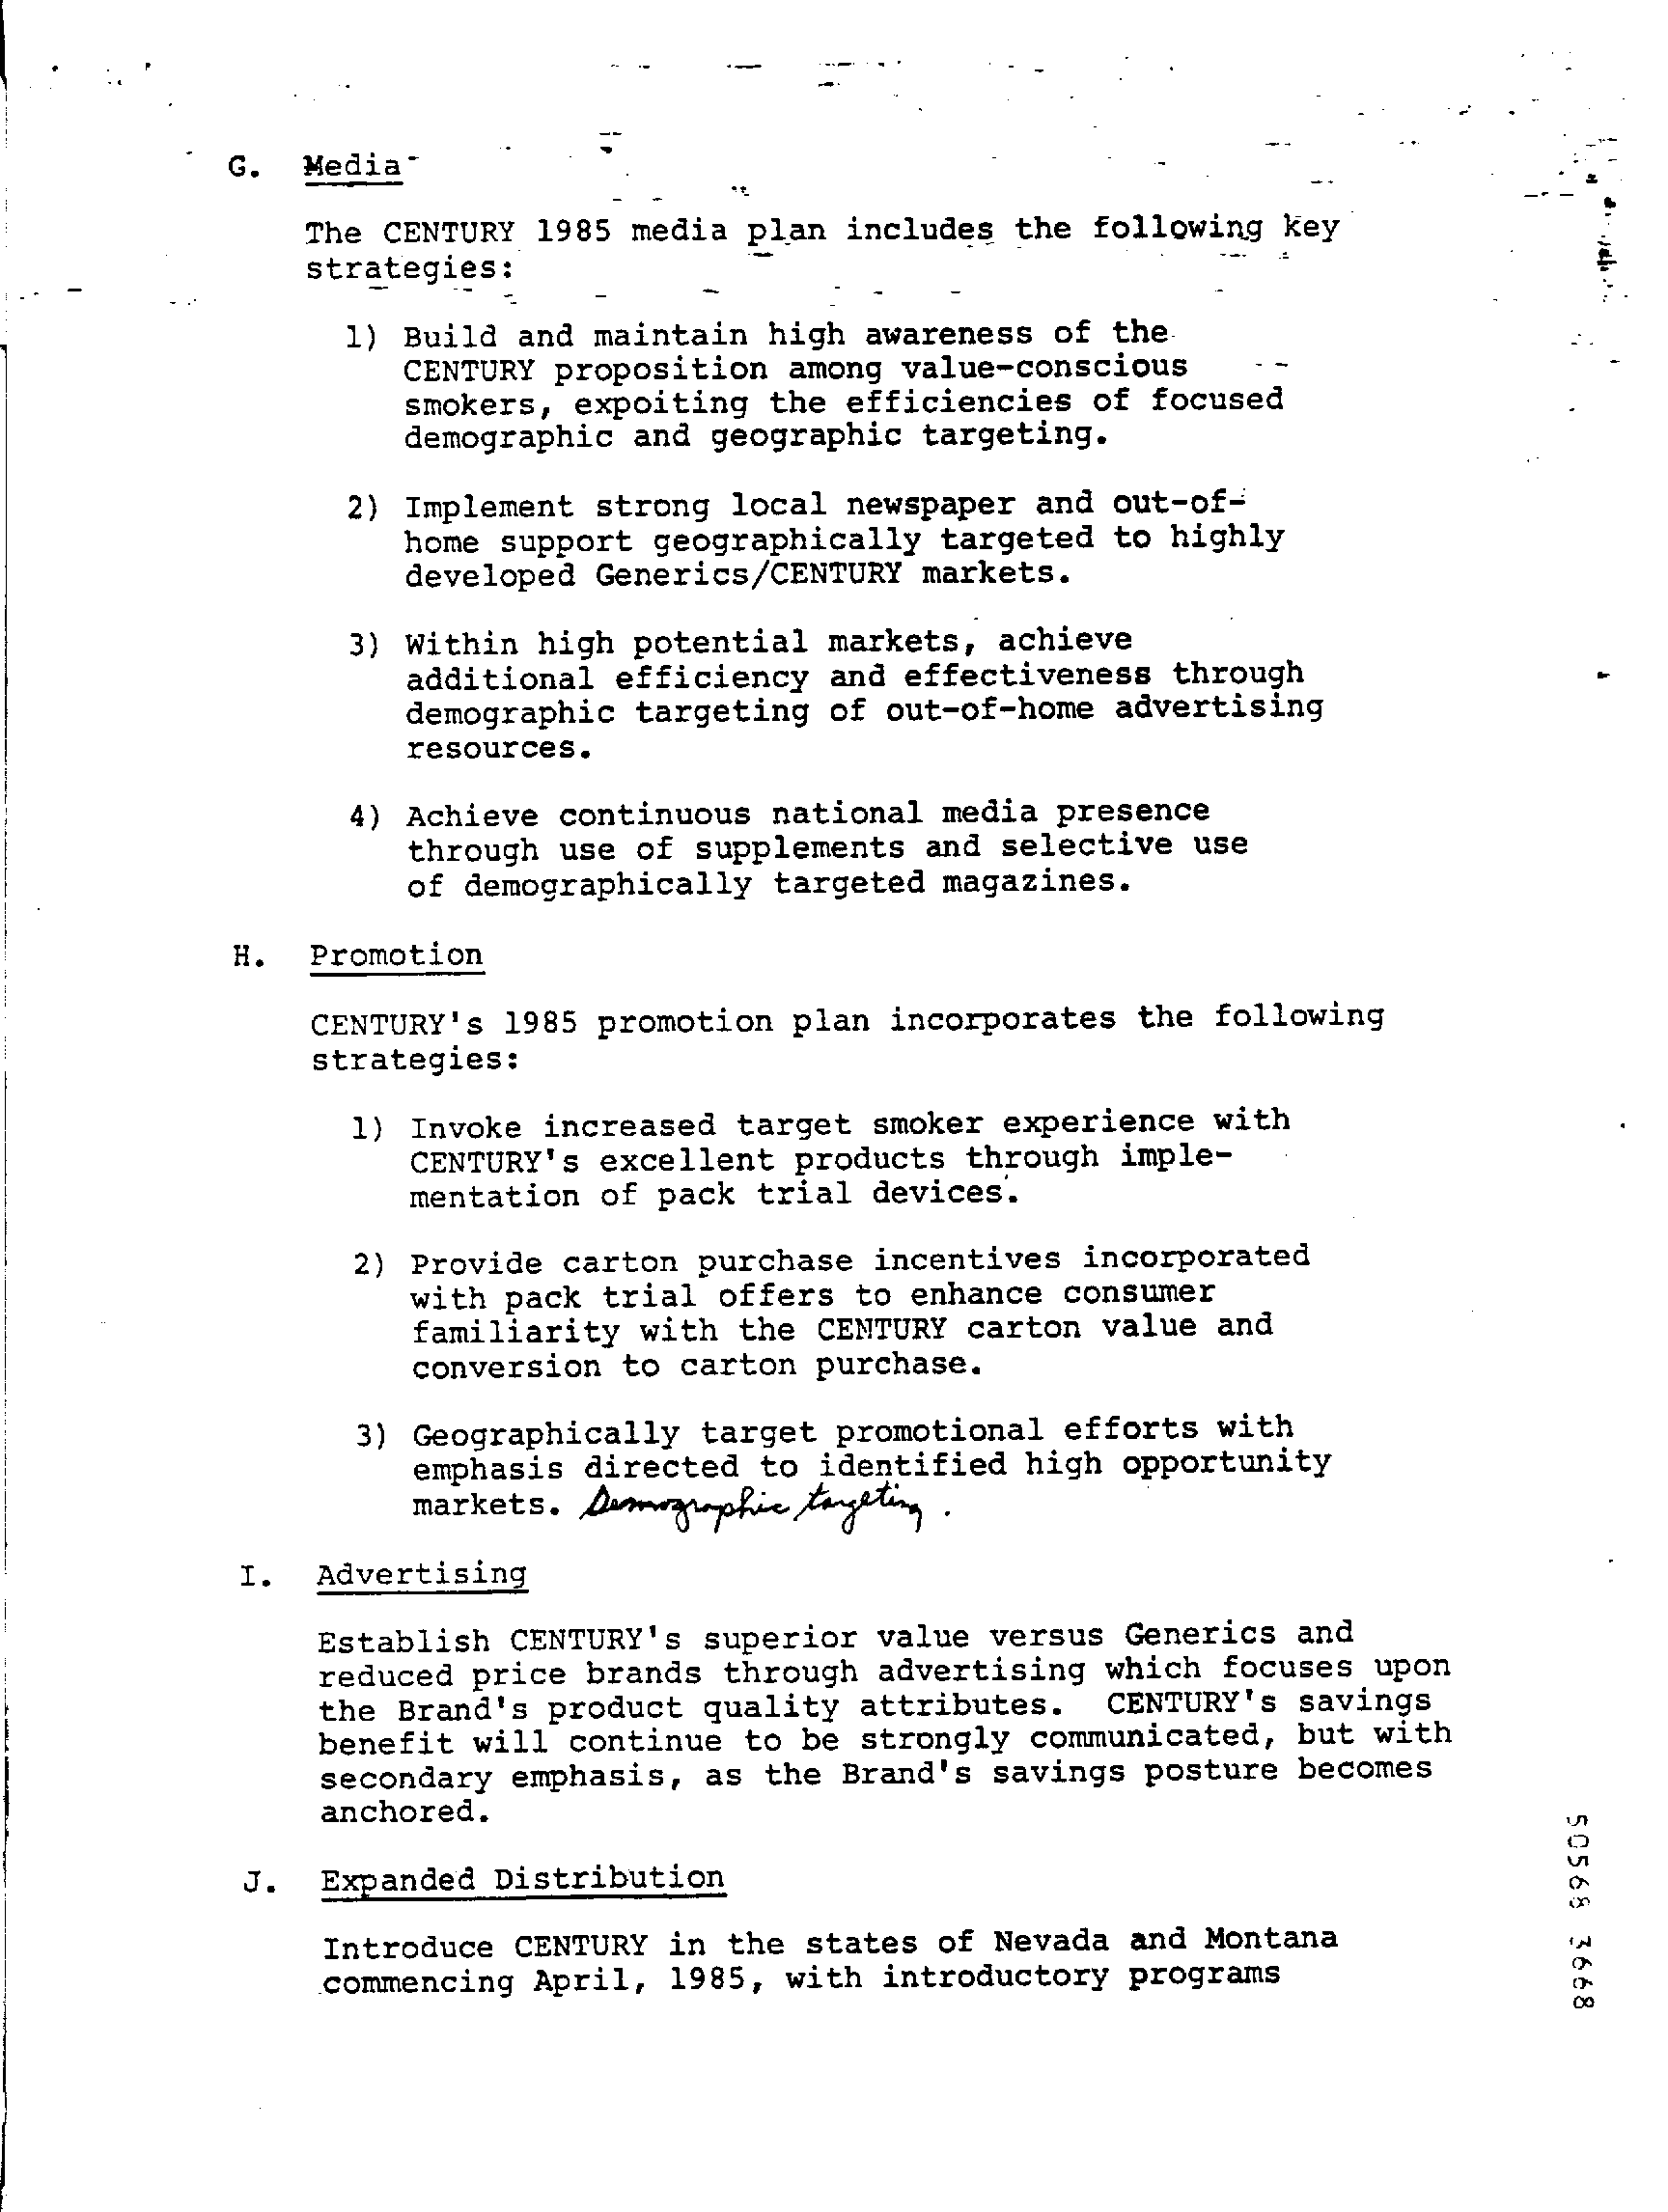 G. Media
The CENTURY 1985 media plan includes the following key
strategies:
1) Build and maintain high awareness of the
CENTURY proposition among value-conscious
smokers, expoiting the efficiencies of focused
demographic and geographic targeting.
2) Implement strong local newspaper and out-of-
home support geographically targeted to highly
developed Generics/CENTURY markets.
3) Within high potential markets, achieve
additional efficiency and effectiveness through
demographic targeting of out-of-home advertising
resources.
4) Achieve continuous national media presence
through use of supplements and selective use
of demographically targeted magazines.
H. Promotion
CENTURY's 1985 promotion plan incorporates the following
strategies:
1) Invoke increased target smoker experience with
CENTURY's excellent products through imple-
mentation of pack trial devices.
2) Provide carton purchase incentives incorporated
with pack trial offers to enhance consumer
familiarity with the CENTURY carton value and
conversion to carton purchase.
3) Geographically target promotional efforts with
emphasis directed to identified high opportunity
markets. Demographic targeting.
I. Advertising
Establish CENTURY's superior value versus Generics and
reduced price brands through advertising which focuses upon
the Brand's product quality attributes. CENTURY's savings
benefit will continue to be strongly communicated, but with
secondary emphasis, as the Brand's savings posture becomes
anchored.
J. Expanded Distribution
Introduce CENTURY in the states of Nevada and Montana
commencing April, 1985, with introductory programs
50568 3668